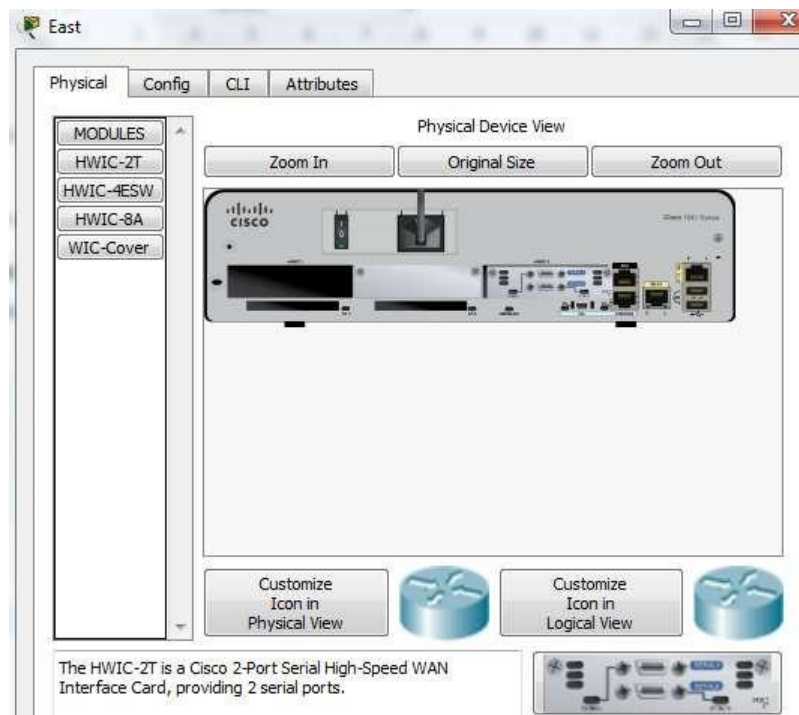 East
Physical
Config
CLI
Attributes
MODULES
HWIC-2T
HWIC-4ESW
HWIC-8A
WIC-Cover
Physical Device View
Zoom In
Original Size
Zoom Out
CISCO
Customize
Icon in
Physical View
Customize
Icon in
Logical View
The HWIC-2T is a Cisco 2-Port Serial High-Speed WAN
Interface Card, providing 2 serial ports.